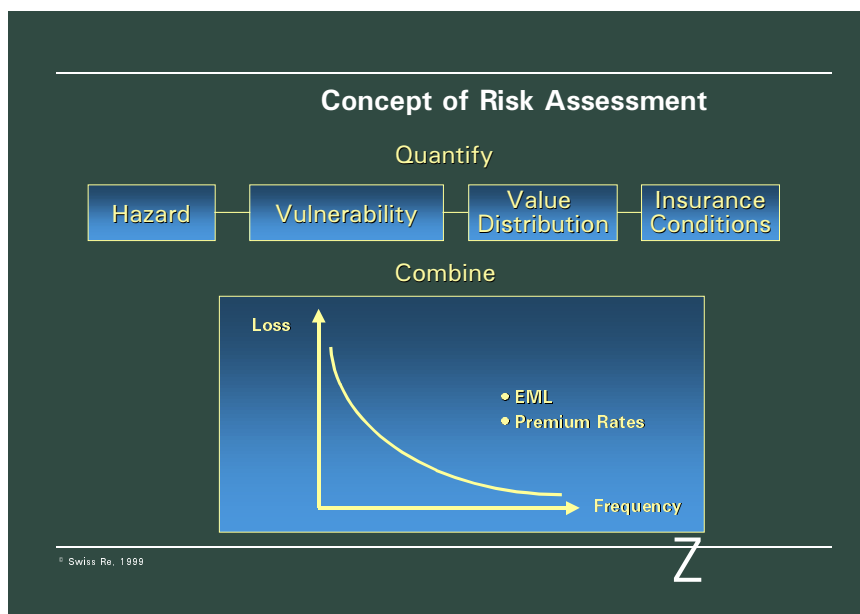 Concept of Risk Assessment
Quantify
Hazard
Vulnerability
Value
Distribution
Insurance
Conditions
Combine
Loss
• EML
• Premium Rates
Frequency
© Swiss Re, 1999
Z